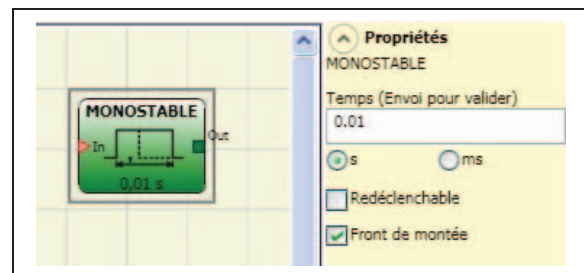 MONOSTABLE
In
Out
0,01 s
Propriétés
MONOSTABLE
Temps (Envoi pour valider)
0.01
s
ms
Redéclenchable
Front de montée